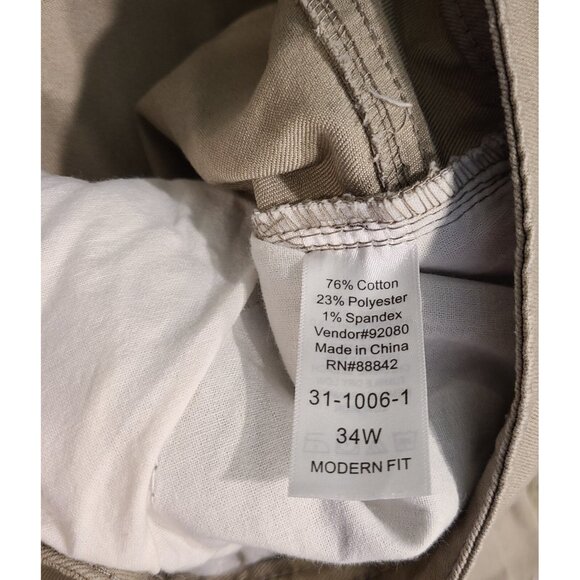 76% Cotton
23% Polyester
1% Spandex
Vendor#92080
Made in China
RN#88842
31-1006-1
34W
MODERN FIT